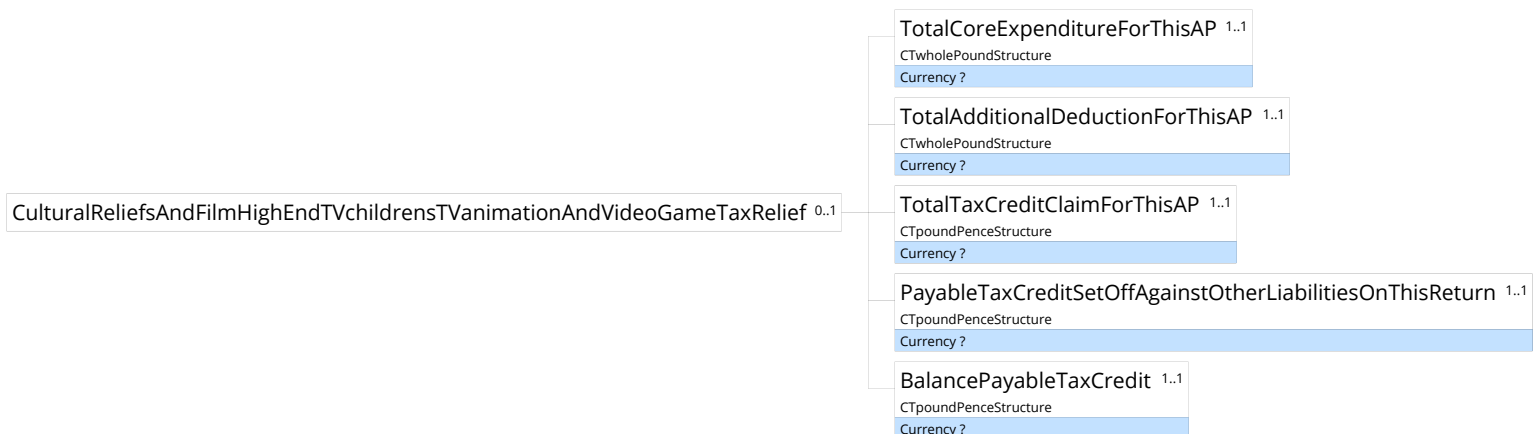 TotalCoreExpenditureForThisAP 1..1
CTwholePoundStructure
Currency ?
TotalAdditionalDeductionForThisAP 1..1
CTwholePoundStructure
Currency ?
CulturalReliefsAndFilmHighEndTVchildrensTVanimationAndVideoGameTaxRelief 0..1
TotalTaxCreditClaimForThisAP 1..1
CTpoundPenceStructure
Currency ?
PayableTaxCreditSetOffAgainstOtherLiabilitiesOnThisReturn 1..1
CTpoundPenceStructure
Currency ?
BalancePayableTaxCredit 1..1
CTpoundPenceStructure
Currency ?